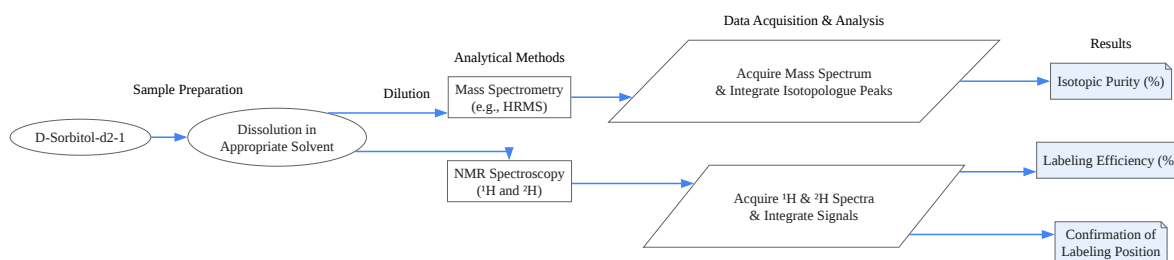 Data Acquisition & Analysis
Analytical Methods
Results
Sample Preparation
Dilution
Mass Spectrometry
(e.g., HRMS)
Acquire Mass Spectrum
& Integrate Isotopologue Peaks
Isotopic Purity (%)
D-Sorbitol-d2-1
Dissolution in
Appropriate Solvent
NMR Spectroscopy
(¹H and ²H)
Acquire ¹H & ²H Spectra
& Integrate Signals
Labeling Efficiency (%
Confirmation of
Labeling Position